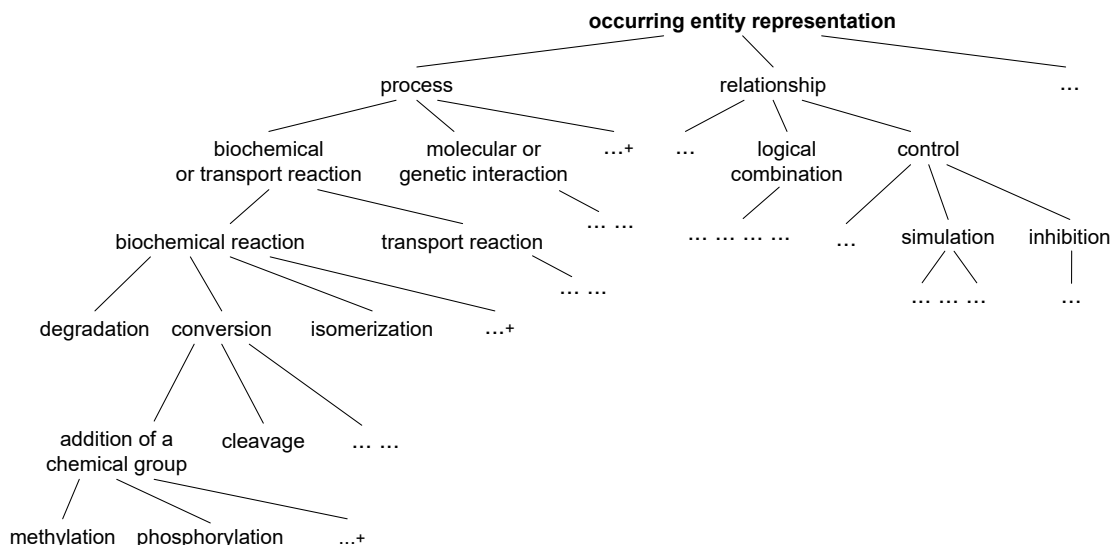 occurring entity representation
process
relationship
...
biochemical
or transport reaction
molecular or
genetic interaction
...+
...
logical
combination
control
biochemical reaction
transport reaction
... ...
... ... ... ...
...
simulation
inhibition
... ...
... ... ...
...
degradation
conversion
isomerization
...+
addition of a
chemical group
cleavage
... ...
methylation
phosphorylation
...+